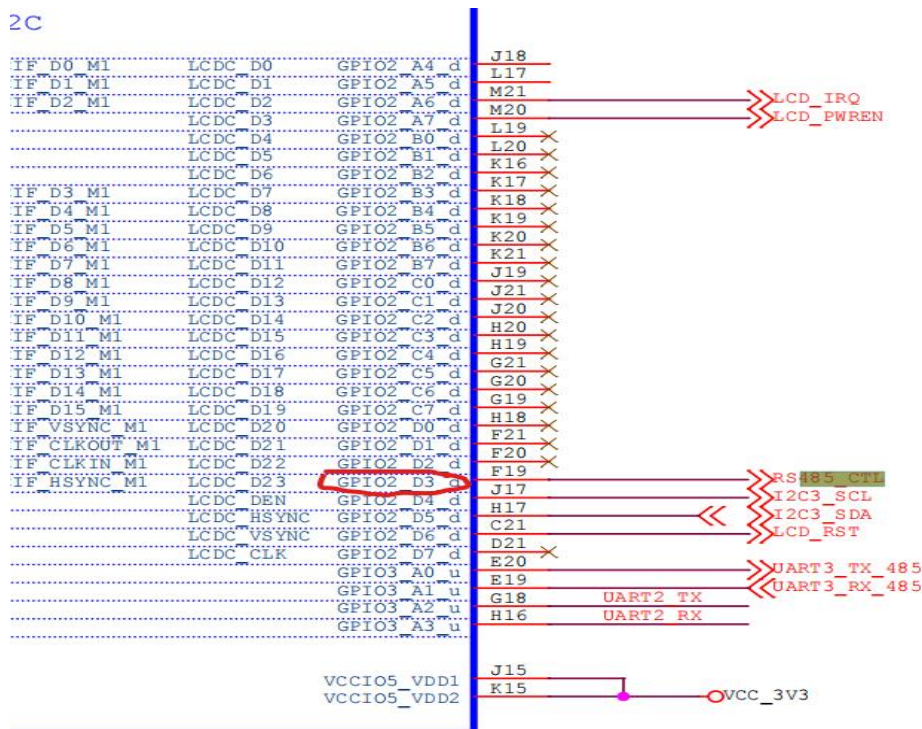 2C
J18
CIF_D0_M1 LCDC_D0 GPIO2_A4_d
L17
CIF_D1_M1 LCDC_D1 GPIO2_A5_d
M21
CIF_D2_M1 LCDC_D2 GPIO2_A6_d LCD_IRQ
M20
LCDC_D3 GPIO2_A7_d LCD_PWREN
L19
LCDC_D4 GPIO2_B0_d
L20
LCDC_D5 GPIO2_B1_d
K16
LCDC_D6 GPIO2_B2_d
K17
IF_D3_M1 LCDC_D7 GPIO2_B3_d
K18
IF_D4_M1 LCDC_D8 GPIO2_B4_d
K19
IF_D5_M1 LCDC_D9 GPIO2_B5_d
K20
IF_D6_M1 LCDC_D10 GPIO2_B6_d
K21
IF_D7_M1 LCDC_D11 GPIO2_B7_d
J19
IF_D8_M1 LCDC_D12 GPIO2_C0_d
J21
IF_D9_M1 LCDC_D13 GPIO2_C1_d
J20
IF_D10_M1 LCDC_D14 GPIO2_C2_d
H20
IF_D11_M1 LCDC_D15 GPIO2_C3_d
H19
IF_D12_M1 LCDC_D16 GPIO2_C4_d
G21
IF_D13_M1 LCDC_D17 GPIO2_C5_d
G20
IF_D14_M1 LCDC_D18 GPIO2_C6_d
G19
IF_D15_M1 LCDC_D19 GPIO2_C7_d
H18
IF_VSYNC_M1 LCDC_D20 GPIO2_D0_d
F21
IF_CLKOUT_M1 LCDC_D21 GPIO2_D1_d
F20
IF_CLKIN_M1 LCDC_D22 GPIO2_D2_d
F19
IF_HSYNC_M1 LCDC_D23 GPIO2_D3_d RS485_CTL
J17
LCDC_DEN GPIO2_D4_d I2C3_SCL
H17
LCDC_HSYNC GPIO2_D5_d I2C3_SDA
C21
LCDC_VSYNC GPIO2_D6_d LCD_RST
D21
LCDC_CLK GPIO2_D7_d
E20
GPIO3_A0_u UART3_TX_485
E19
GPIO3_A1_u UART3_RX_485
G18 UART2_TX
GPIO3_A2_u
H16 UART2_RX
GPIO3_A3_u
J15
VCCIO5_VDD1
K15
VCCIO5_VDD2 VCC_3V3